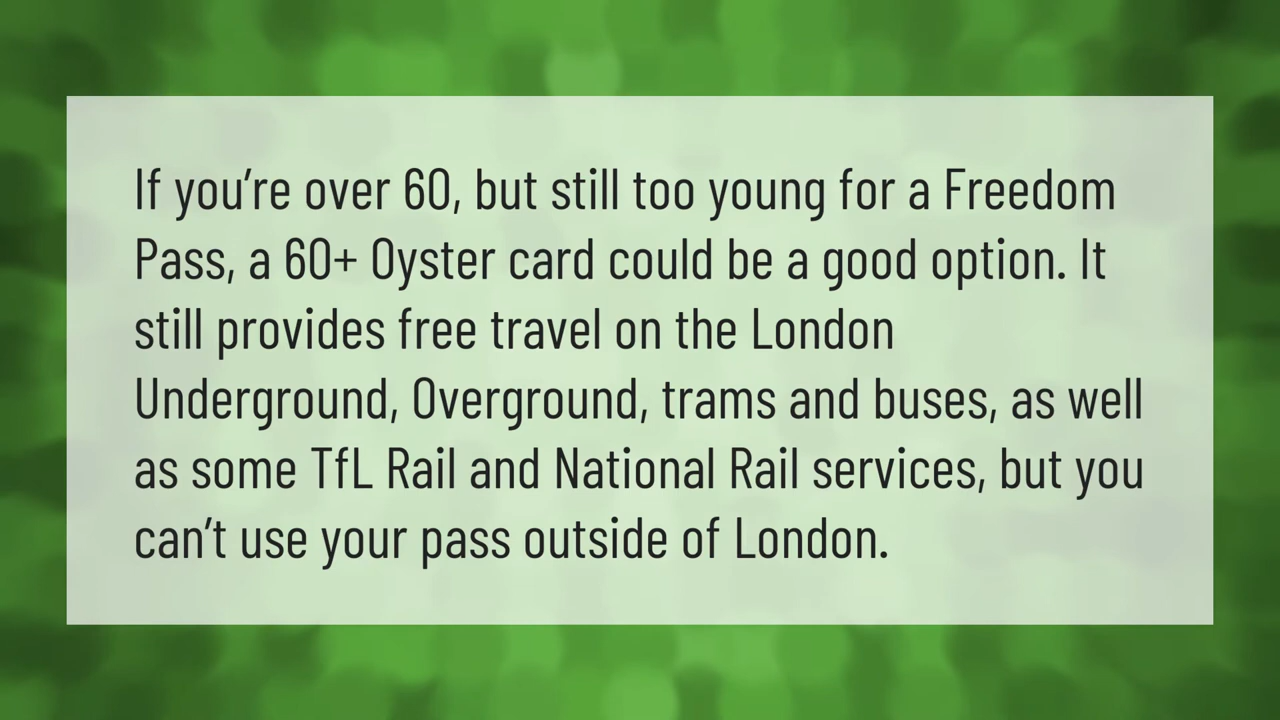 If you’re over 60, but still too young for a Freedom
Pass, a 60+ Oyster card could be a good option. It
still provides free travel on the London
Underground, Overground, trams and buses, as well
as some TfL Rail and National Rail services, but you
can’t use your pass outside of London.